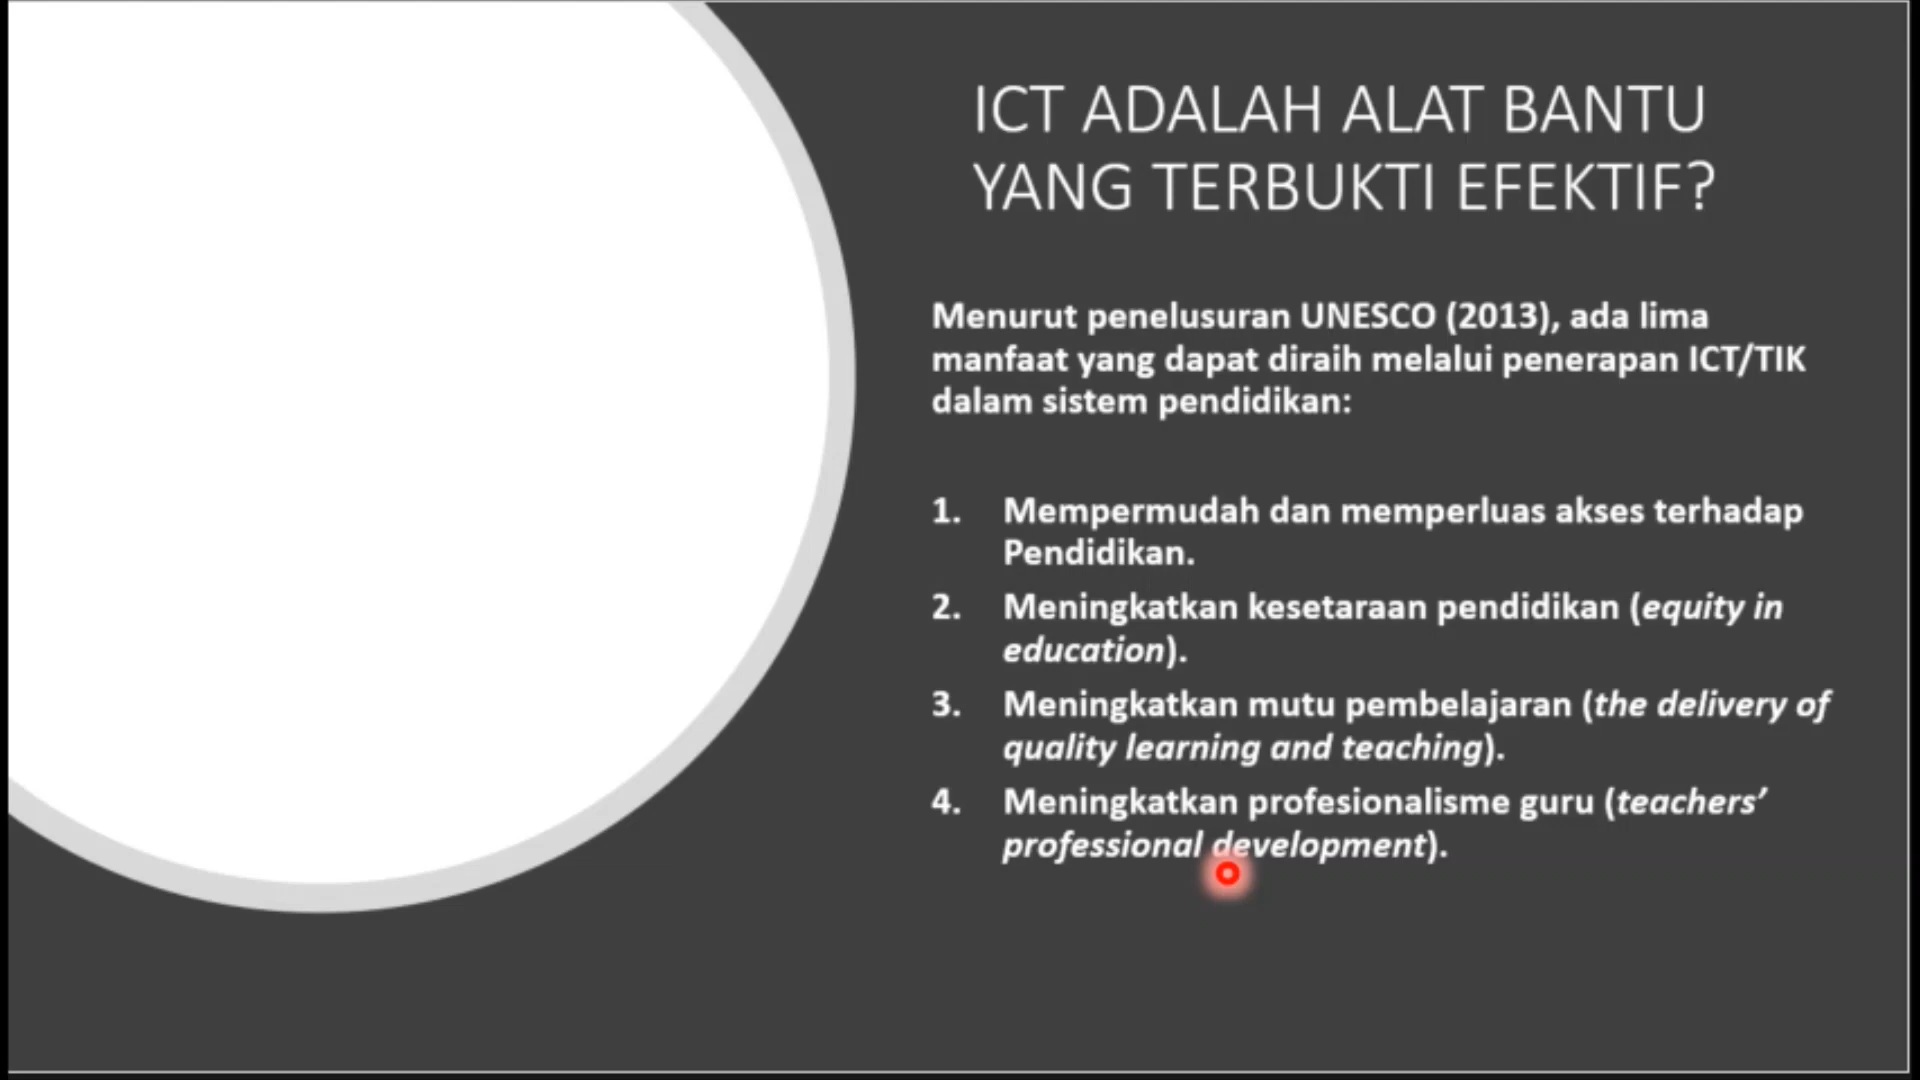 ICT ADALAH ALAT BANTU
YANG TERBUKTI EFEKTIF?
Menurut penelusuran UNESCO (2013), ada lima
manfaat yang dapat diraih melalui penerapan ICT/TIK
dalam sistem pendidikan:
1. Mempermudah dan memperluas akses terhadap
Pendidikan.
2. Meningkatkan kesetaraan pendidikan (equity in
education).
3. Meningkatkan mutu pembelajaran (the delivery of
quality learning and teaching).
4. Meningkatkan profesionalisme guru (teachers’
professional development).